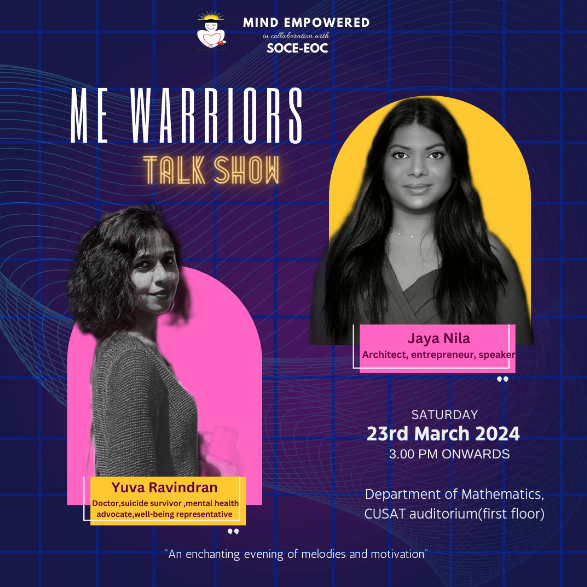 MIND EMPOWERED
in collaboration with
SOCE-EOC
ME WARRIORS
TALK SHOW
Jaya Nila
Architect, entrepreneur, speaker
"
SATURDAY
23rd March 2024
3.00 PM ONWARDS
Department of Mathematics,
CUSAT auditorium(first floor)
Yuva Ravindran
Doctor,suicide survivor ,mental health
advocate,well-being representative
"
"An enchanting evening of melodies and motivation"